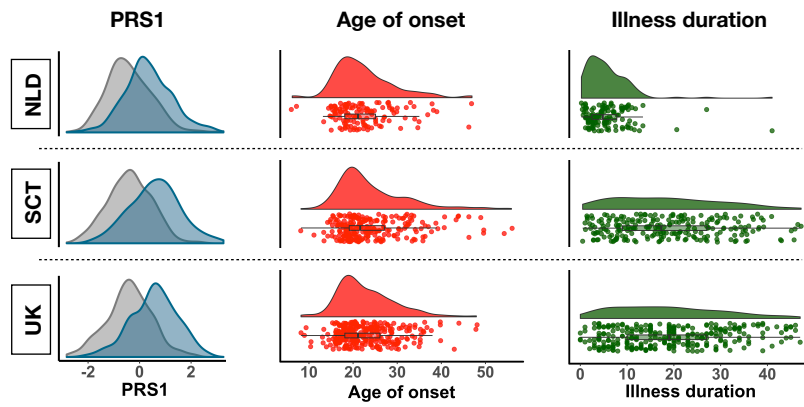 PRS1 Age of onset Illness duration
NLD
SCT
UK
-2 0 2 10 20 30 40 50 0 10 20 30 40
PRS1 Age of onset Illness duration